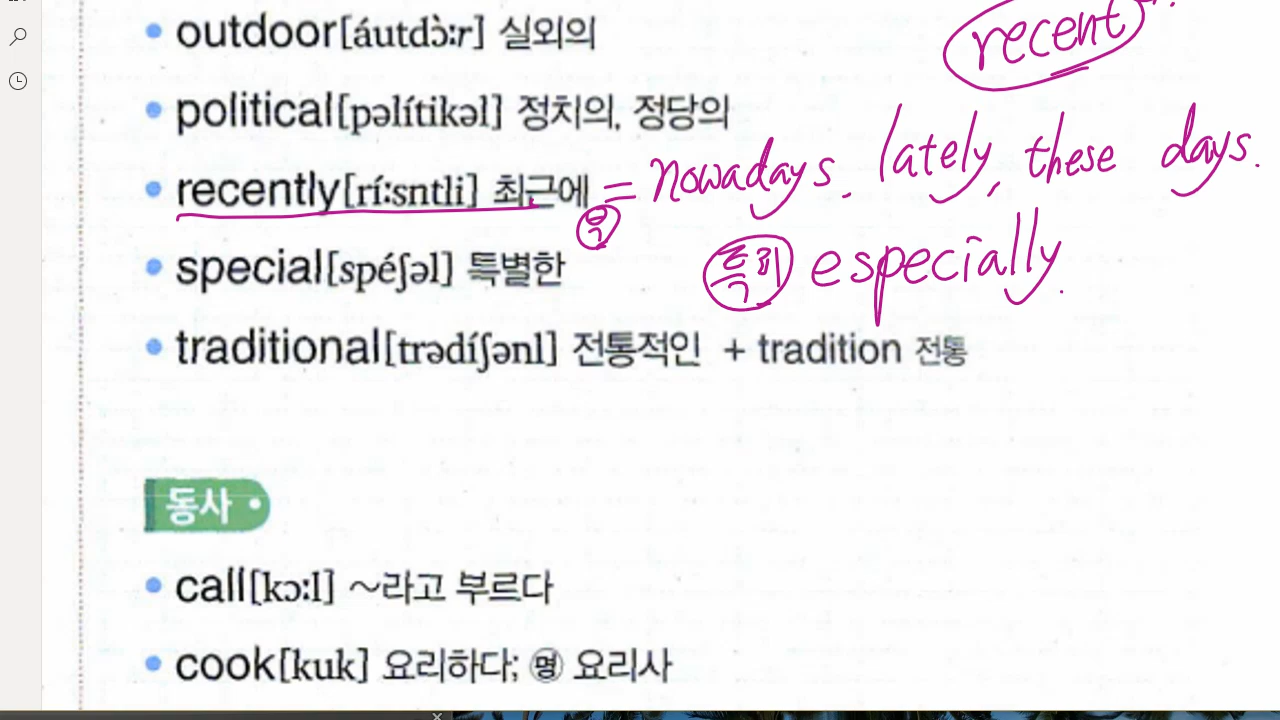 outdoor[áutdɔ̀ːr] 실외의
recent
political[pəlítikəl] 정치의, 정당의
recently[ríːsntli] 최근에 = nowadays. lately, these days.
부
special[spéʃəl] 특별한 특히 especially.
traditional[trədíʃənl] 전통적인 + tradition 전통
동사
call[kɔːl] ～라고 부르다
cook[kuk] 요리하다; 명 요리사